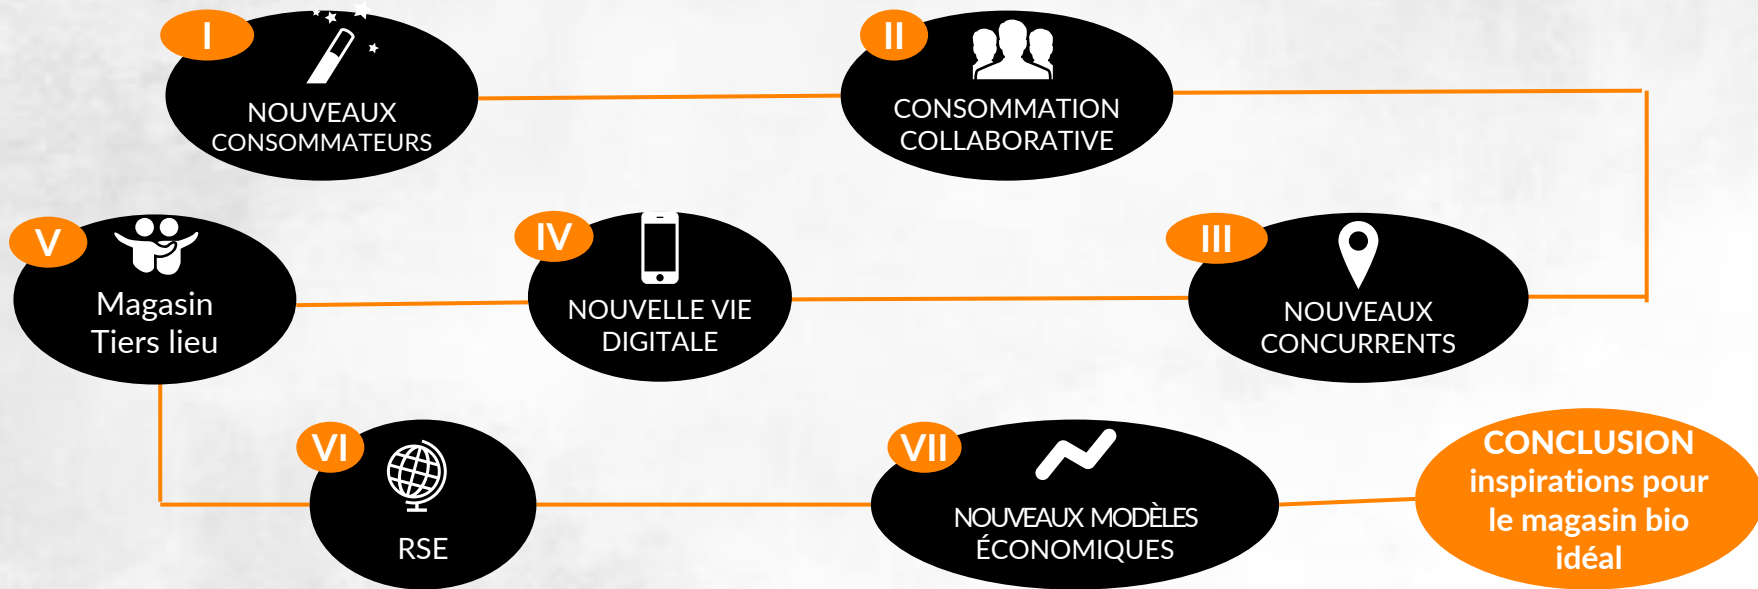 I
NOUVEAUX
CONSOMMATEURS
II
CONSOMMATION
COLLABORATIVE
III
NOUVEAUX
CONCURRENTS
IV
NOUVELLE VIE
DIGITALE
V
Magasin
Tiers lieu
VI
RSE
VII
NOUVEAUX MODÈLES
ÉCONOMIQUES
CONCLUSION
inspirations pour
le magasin bio
idéal